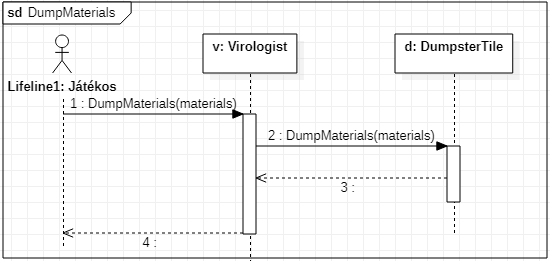 sd DumpMaterials
v: Virologist
d: DumpsterTile
Lifeline1: Játékos
1 : DumpMaterials(materials)
2 : DumpMaterials(materials)
3 :
4 :